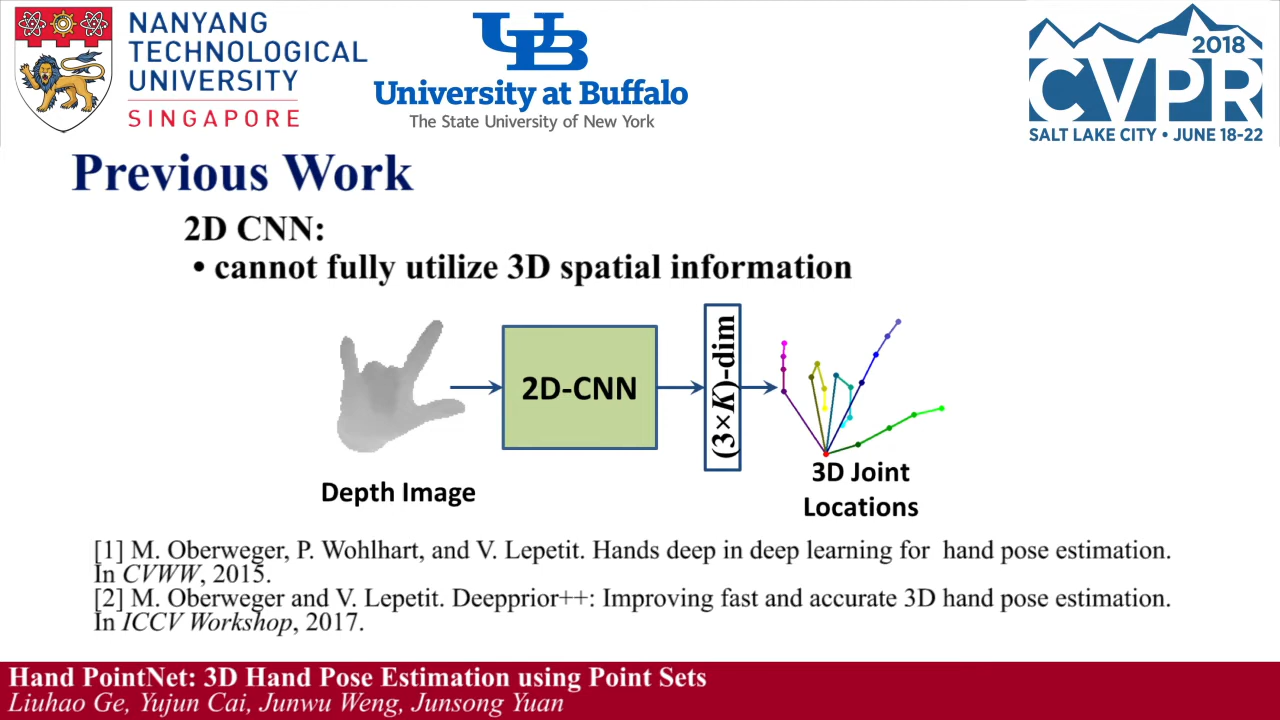 NANYANG
TECHNOLOGICAL
UNIVERSITY
SINGAPORE
UB
University at Buffalo
The State University of New York
2018
CVPR
SALT LAKE CITY • JUNE 18-22
Previous Work
2D CNN:
• cannot fully utilize 3D spatial information
2D-CNN
(3×K)-dim
Depth Image
3D Joint
Locations
[1] M. Oberweger, P. Wohlhart, and V. Lepetit. Hands deep in deep learning for hand pose estimation.
In CVWW, 2015.
[2] M. Oberweger and V. Lepetit. Deepprior++: Improving fast and accurate 3D hand pose estimation.
In ICCV Workshop, 2017.
Hand PointNet: 3D Hand Pose Estimation using Point Sets
Liuhao Ge, Yujun Cai, Junwu Weng, Junsong Yuan